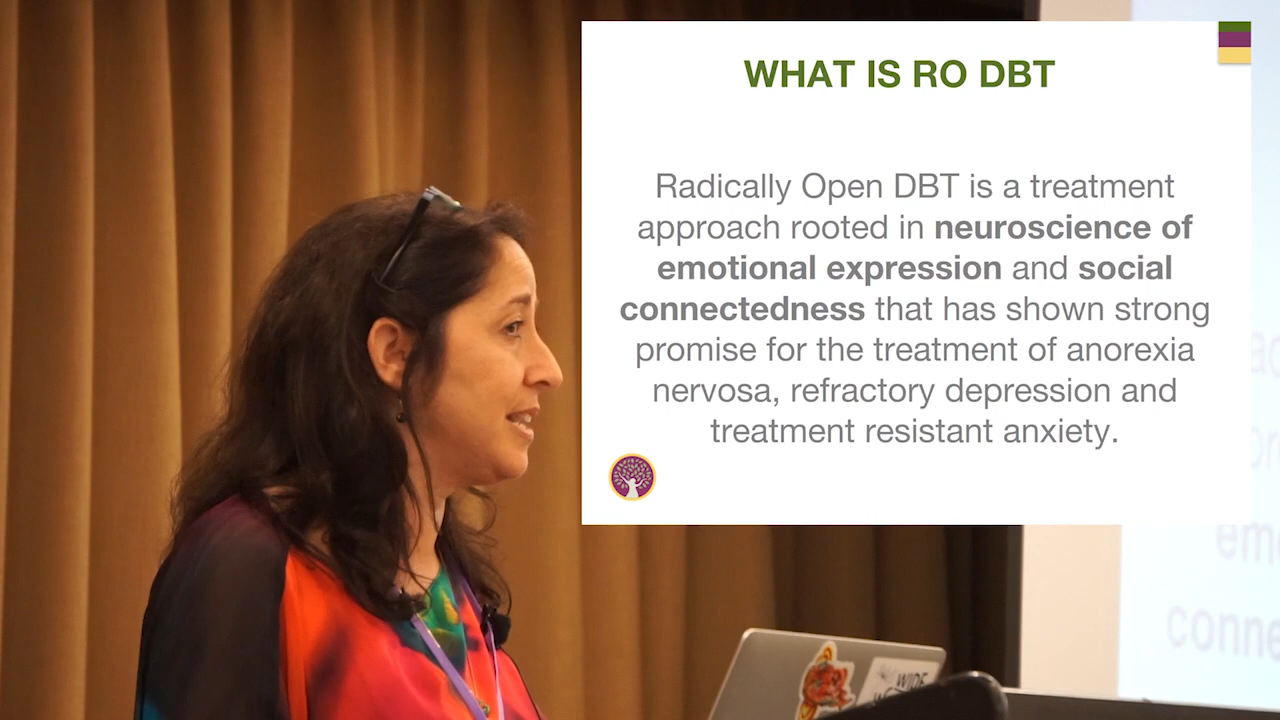 WHAT IS RO DBT
Radically Open DBT is a treatment
approach rooted in neuroscience of
emotional expression and social
connectedness that has shown strong
promise for the treatment of anorexia
nervosa, refractory depression and
treatment resistant anxiety.
WIDE